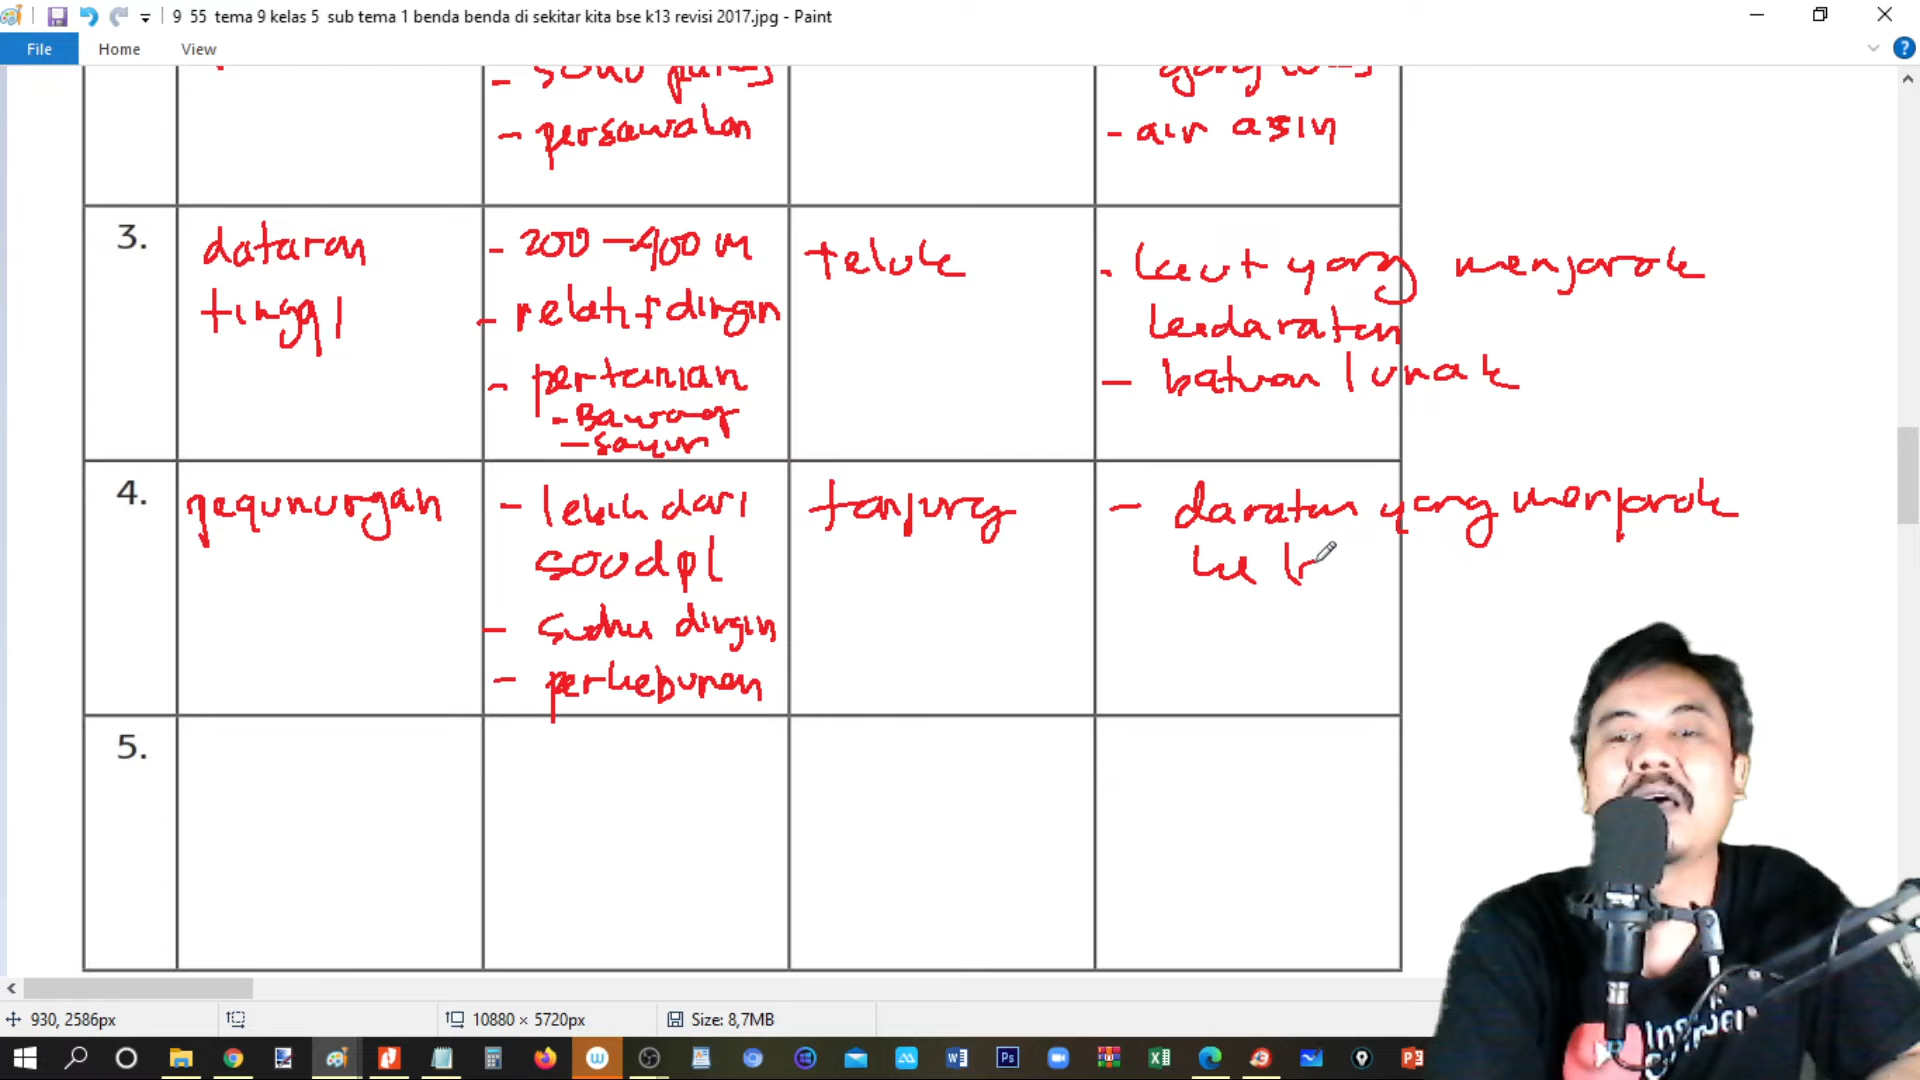 9 55 tema 9 kelas 5 sub tema 1 benda benda di sekitar kita bse k13 revisi 2017.jpg - Paint
File Home View
- persawahan
- air asin
3.
dataran
tinggi
- 200 - 400 m
- relatif dingin
- pertanian
- Bawang
- sayur
teluk
- laut yang menjorok
kedaratan
- batuan lunak
4.
pegunungan
- lebih dari
500 dpl
- suhu dingin
- perkebunan
tanjung
- daratan yang menjorok
ke
5.
930, 2586px
10880 × 5720px
Size: 8,7MB